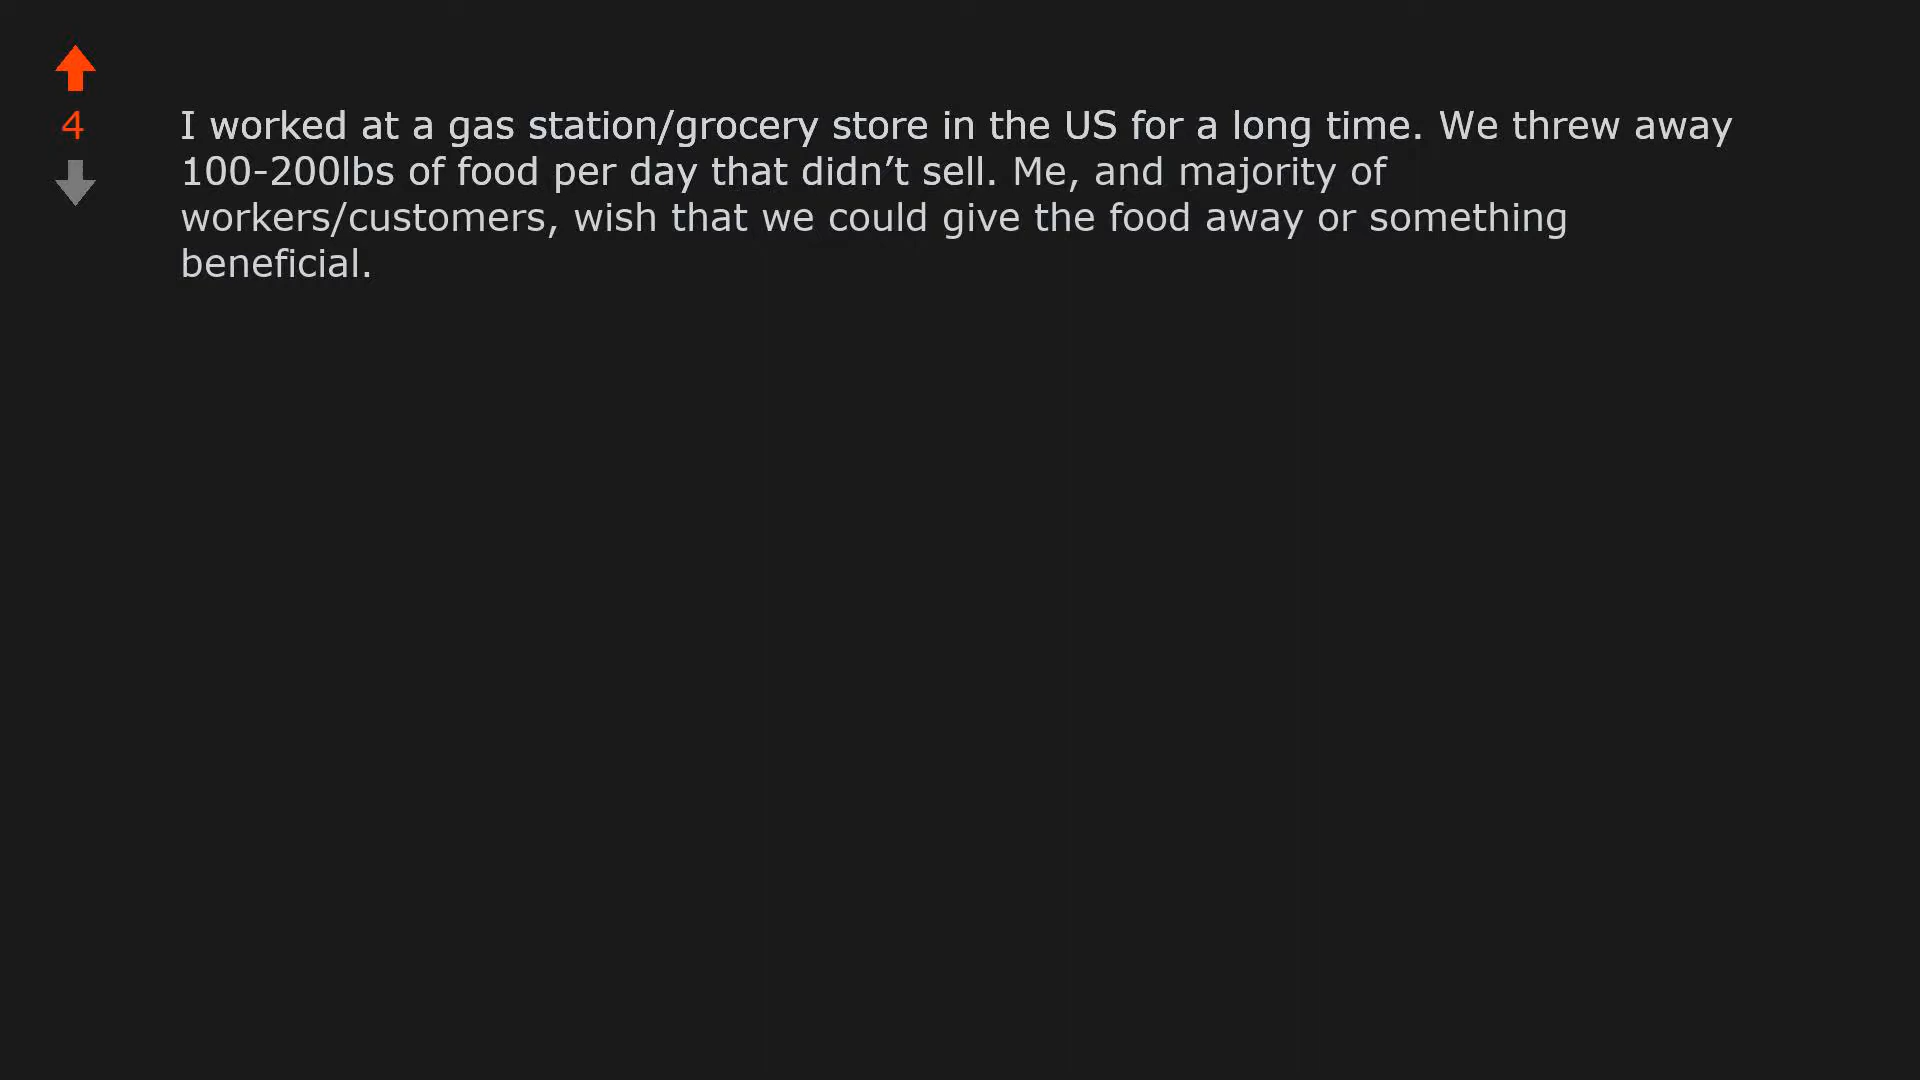 4
I worked at a gas station/grocery store in the US for a long time. We threw away
100-200lbs of food per day that didn’t sell. Me, and majority of
workers/customers, wish that we could give the food away or something
beneficial.